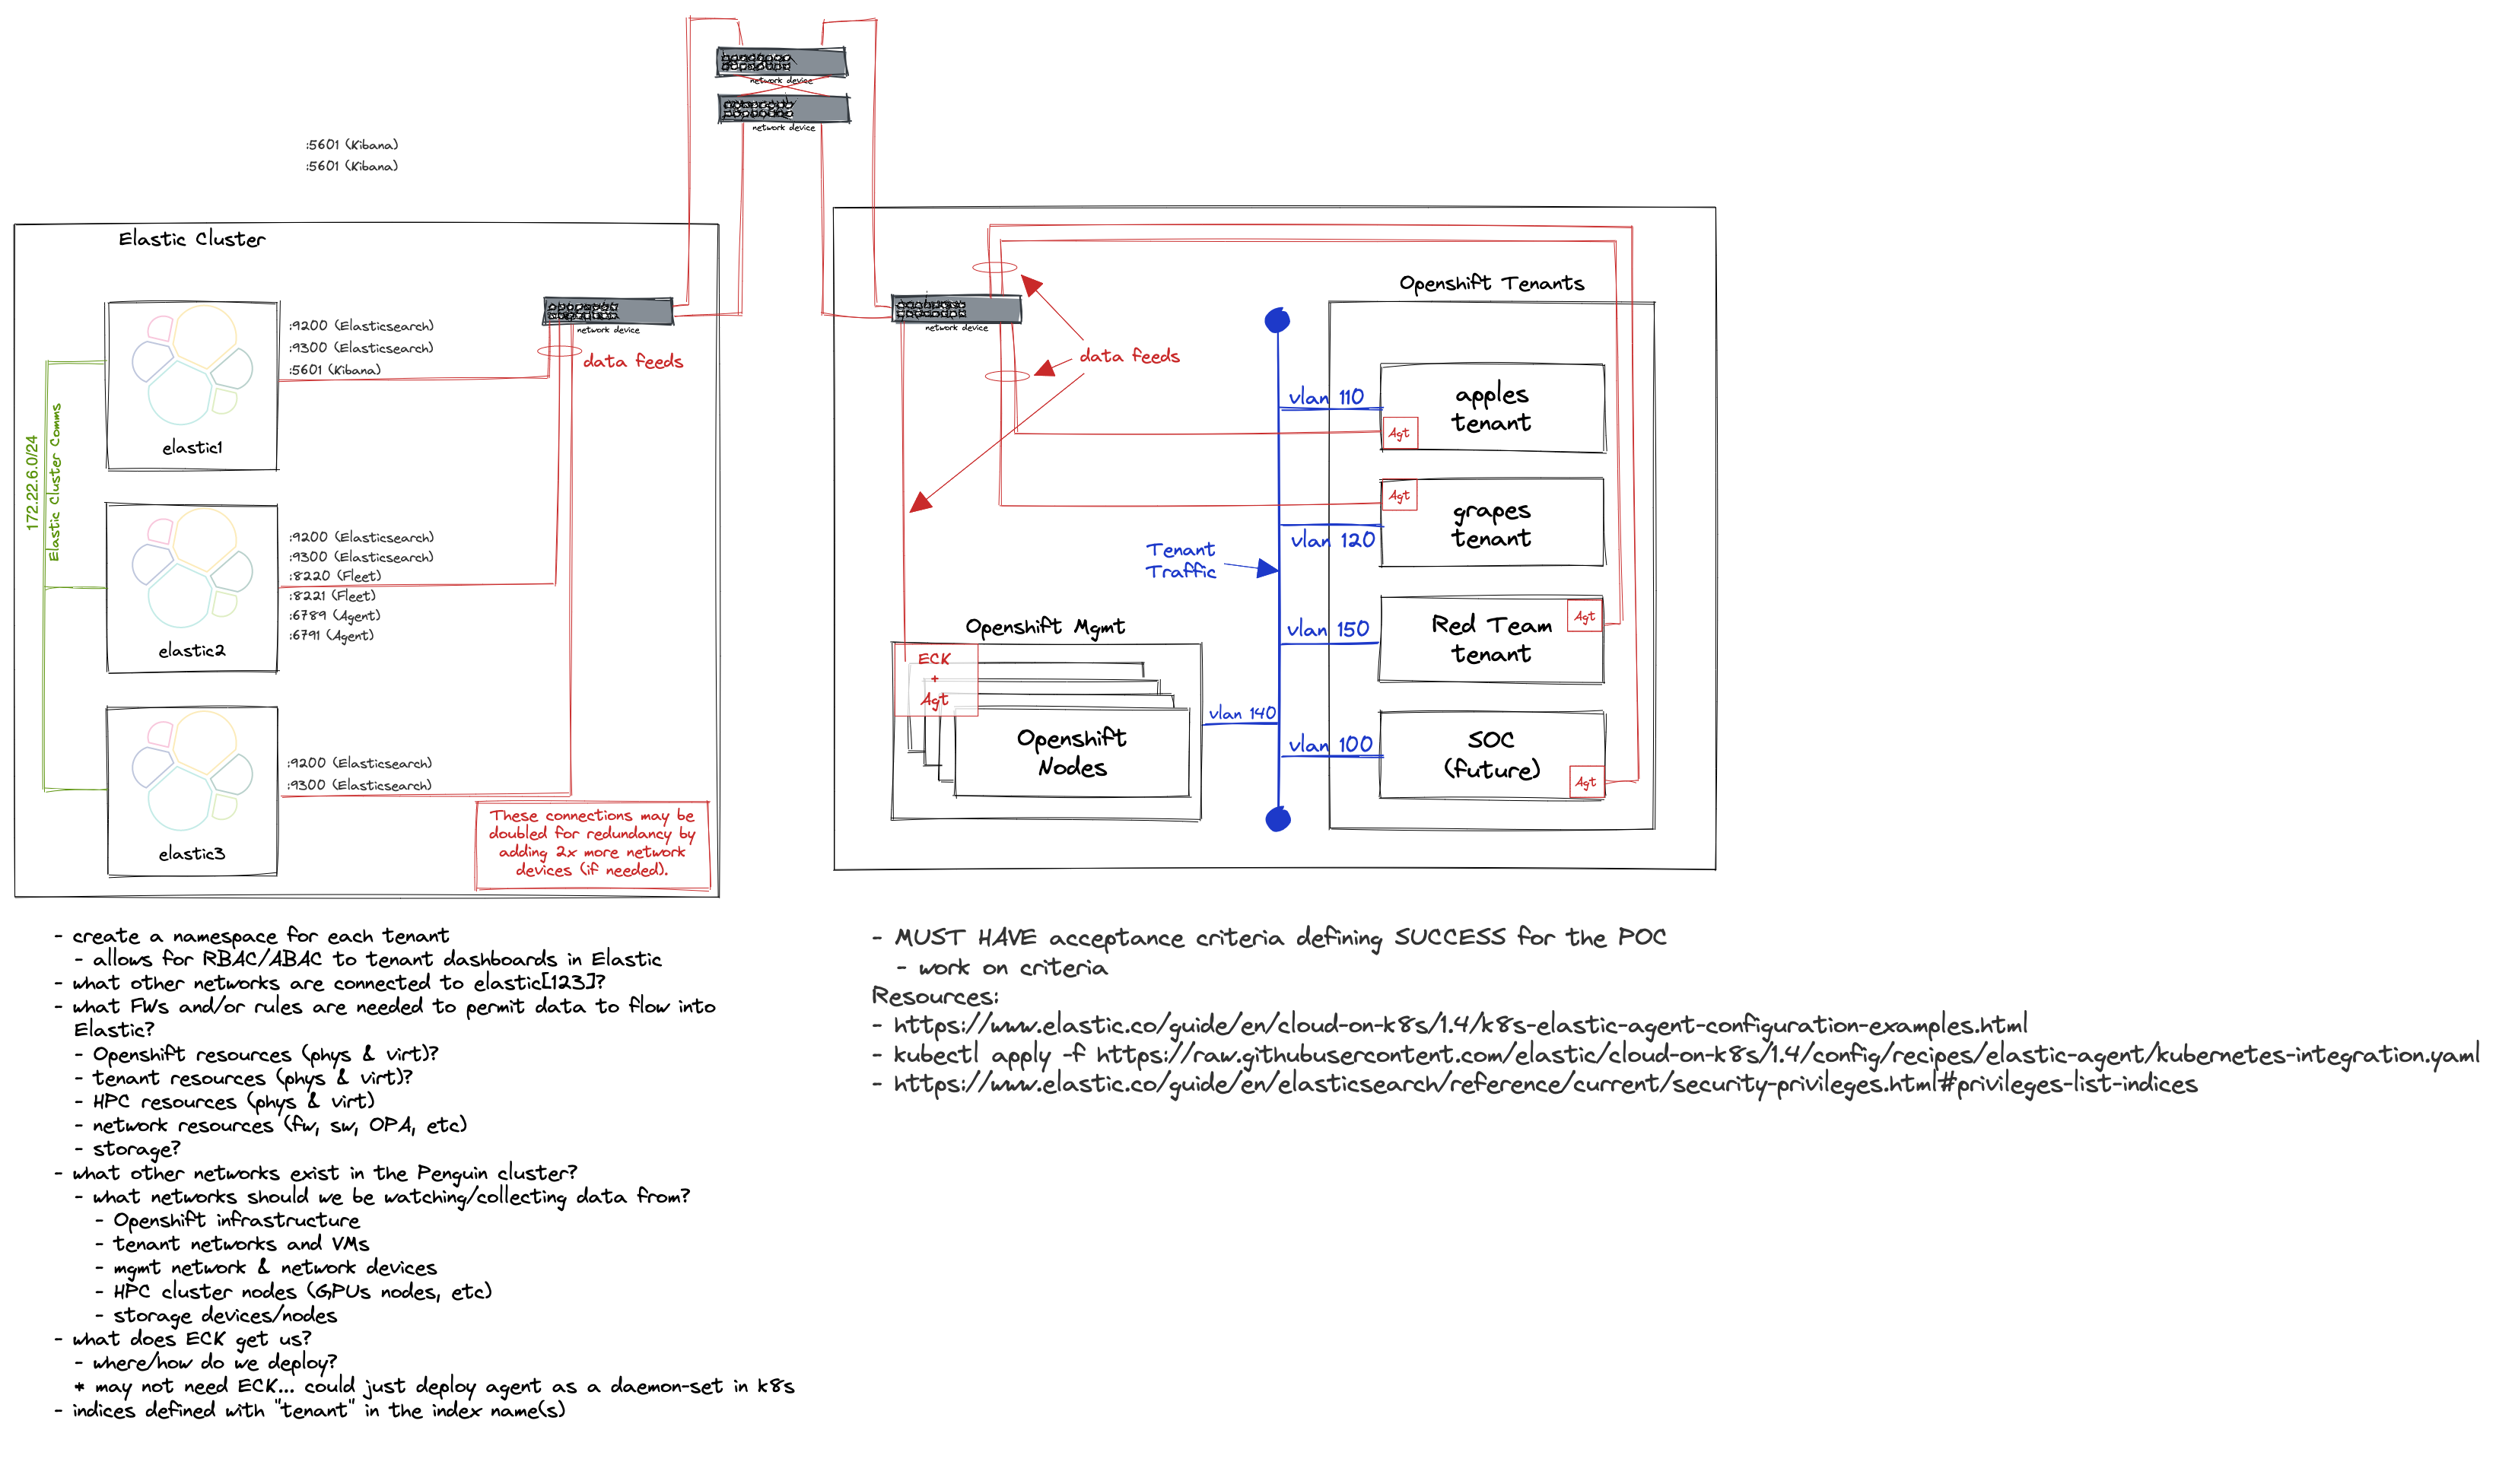 network device
network device
:5601 (Kibana)
:5601 (Kibana)
Elastic Cluster
:9200 (Elasticsearch)
:9300 (Elasticsearch)
:5601 (Kibana)
elastic1
network device
data feeds
172.22.6.0/24
Elastic Cluster Comms
:9200 (Elasticsearch)
:9300 (Elasticsearch)
:8220 (Fleet)
:8221 (Fleet)
:6789 (Agent)
:6791 (Agent)
elastic2
:9200 (Elasticsearch)
:9300 (Elasticsearch)
elastic3
These connections may be
doubled for redundancy by
adding 2x more network
devices (if needed).
network device
data feeds
Openshift Tenants
vlan 110
apples
tenant
Agt
Agt
grapes
tenant
vlan 120
Tenant
Traffic
vlan 150
Red Team
tenant
Agt
Openshift Mgmt
ECK
+
Agt
Openshift
Nodes
vlan 140
vlan 100
SOC
(future)
Agt
- create a namespace for each tenant
- allows for RBAC/ABAC to tenant dashboards in Elastic
- what other networks are connected to elastic[123]?
- what FWs and/or rules are needed to permit data to flow into
Elastic?
- Openshift resources (phys & virt)?
- tenant resources (phys & virt)?
- HPC resources (phys & virt)
- network resources (fw, sw, OPA, etc)
- storage?
- what other networks exist in the Penguin cluster?
- what networks should we be watching/collecting data from?
- Openshift infrastructure
- tenant networks and VMs
- mgmt network & network devices
- HPC cluster nodes (GPUs nodes, etc)
- storage devices/nodes
- what does ECK get us?
- where/how do we deploy?
* may not need ECK... could just deploy agent as a daemon-set in k8s
- indices defined with "tenant" in the index name(s)
- MUST HAVE acceptance criteria defining SUCCESS for the POC
- work on criteria
Resources:
- https://www.elastic.co/guide/en/cloud-on-k8s/1.4/k8s-elastic-agent-configuration-examples.html
- kubectl apply -f https://raw.githubusercontent.com/elastic/cloud-on-k8s/1.4/config/recipes/elastic-agent/kubernetes-integration.yaml
- https://www.elastic.co/guide/en/elasticsearch/reference/current/security-privileges.html#privileges-list-indices